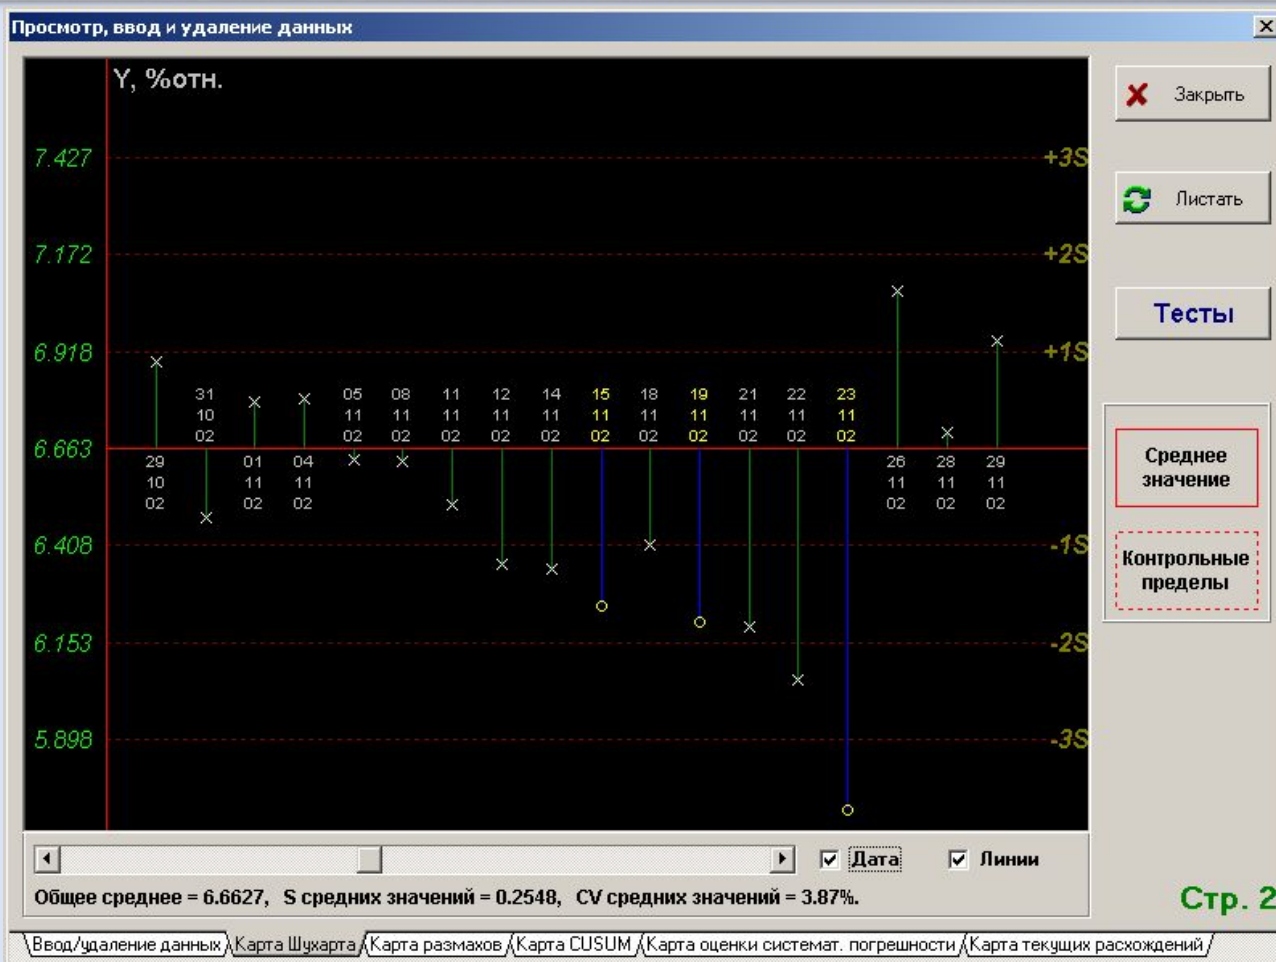 Просмотр, ввод и удаление данных
Y, %отн.
Закрыть
7.427
+3S
Листать
7.172
+2S
Тесты
6.918
+1S
31 05 08 11 12 14 15 18 19 21 22 23
10 11 11 11 11 11 11 11 11 11 11 11
02 02 02 02 02 02 02 02 02 02 02 02
6.663
29 01 04 26 28 29
10 11 11 11 11 11
02 02 02 02 02 02
Среднее
значение
6.408
-1S
Контрольные
пределы
6.153
-2S
5.898
-3S
Дата
Линии
Общее среднее = 6.6627, S средних значений = 0.2548, CV средних значений = 3.87%.
Стр. 2
Ввод/удаление данных Карта Шухарта Карта размахов Карта CUSUM Карта оценки системат. погрешности Карта текущих расхождений